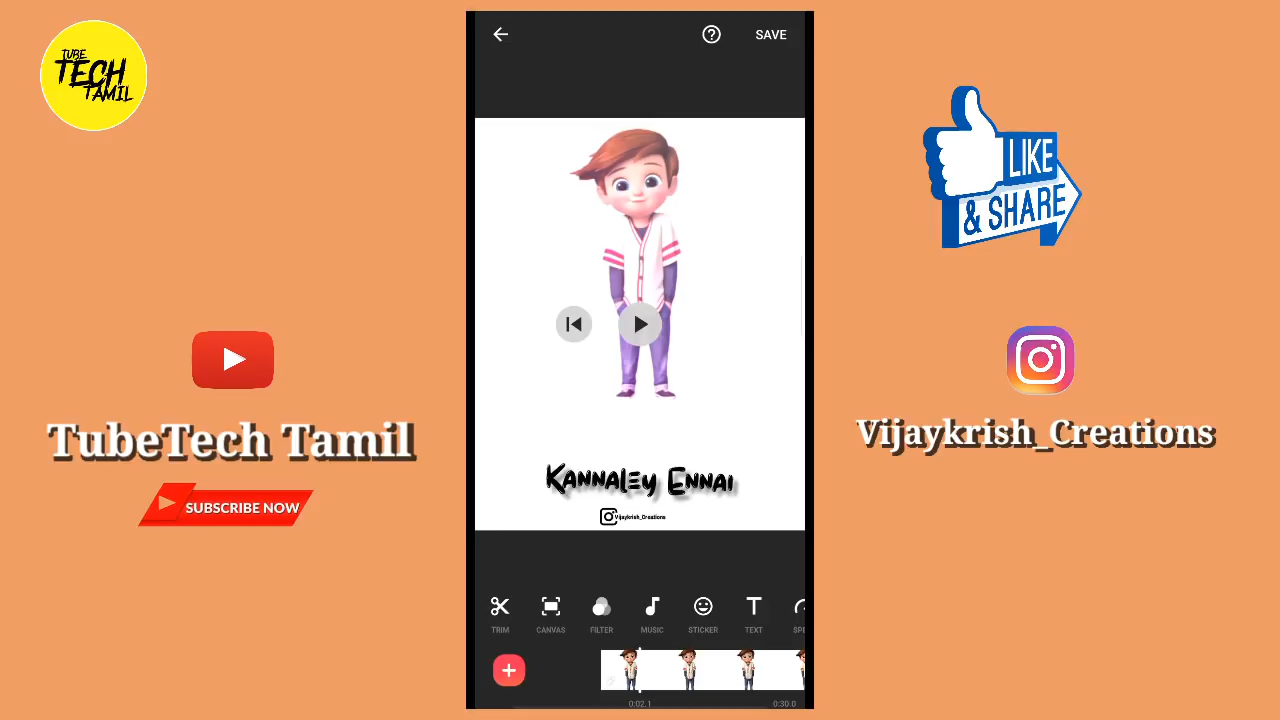 TUBE
TECH
TAMIL
SAVE
LIKE
& SHARE
TubeTech Tamil
SUBSCRIBE NOW
Vijaykrish_Creations
KANNALEY ENNAI
Vijaykrish_Creations
TRIM
CANVAS
FILTER
MUSIC
STICKER
TEXT
SPE
0:02.1
0:30.0